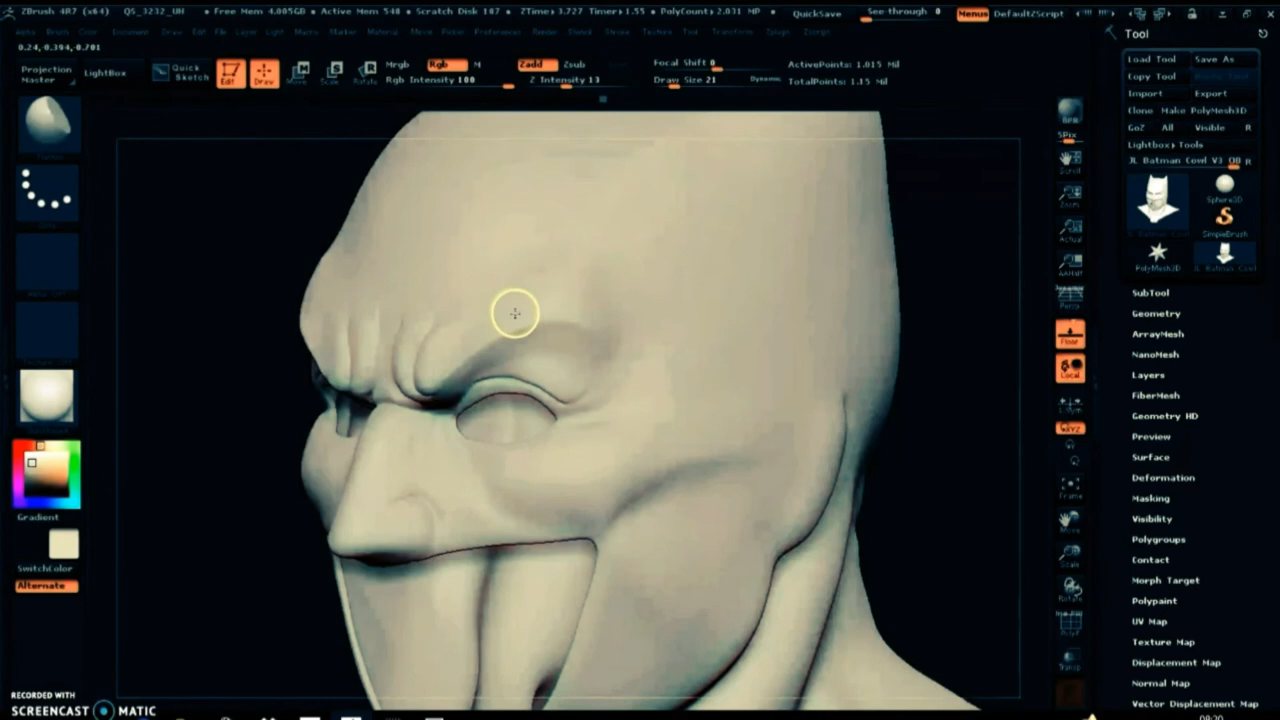 ZBrush 4R7 (x64) QS_3232_UH • Free Mem 4.005GB • Active Mem 548 • Scratch Disk 187 • ZTime▸3.727 Timer▸1.55 • PolyCount▸2.031 MP • QuickSave See-through 0 Menus DefaultZScript
Tool
0.24,0.394,0.701
Projection Master
LightBox
Quick Sketch
Edit
Draw
Move
Scale
Rotate
Mrgb Rgb M
Rgb Intensity 100
Zadd Zsub
Z Intensity 13
Focal Shift 0
Draw Size 21 Dynamic
ActivePoints: 1.015 Mil
TotalPoints: 1.15 Mil
Load Tool Save As
Copy Tool
Import Export
Clone Make PolyMesh3D
GoZ All Visible R
Lightbox▸Tools
JL Batman Cowl V3 R
Sphere3D
SimpleBrush
PolyMesh3D JL Batman Cowl
SubTool
Geometry
ArrayMesh
NanoMesh
Layers
FiberMesh
Geometry HD
Preview
Surface
Deformation
Masking
Visibility
Polygroups
Contact
Morph Target
Polypaint
UV Map
Texture Map
Displacement Map
Normal Map
Vector Displacement Map
BPR
SPix
Scroll
Zoom
Actual
AAHalf
Persp
Floor
Local
L.Sym
Frame
Move
Scale
Rotate
Gradient
SwitchColor
Alternate
RECORDED WITH
SCREENCAST MATIC